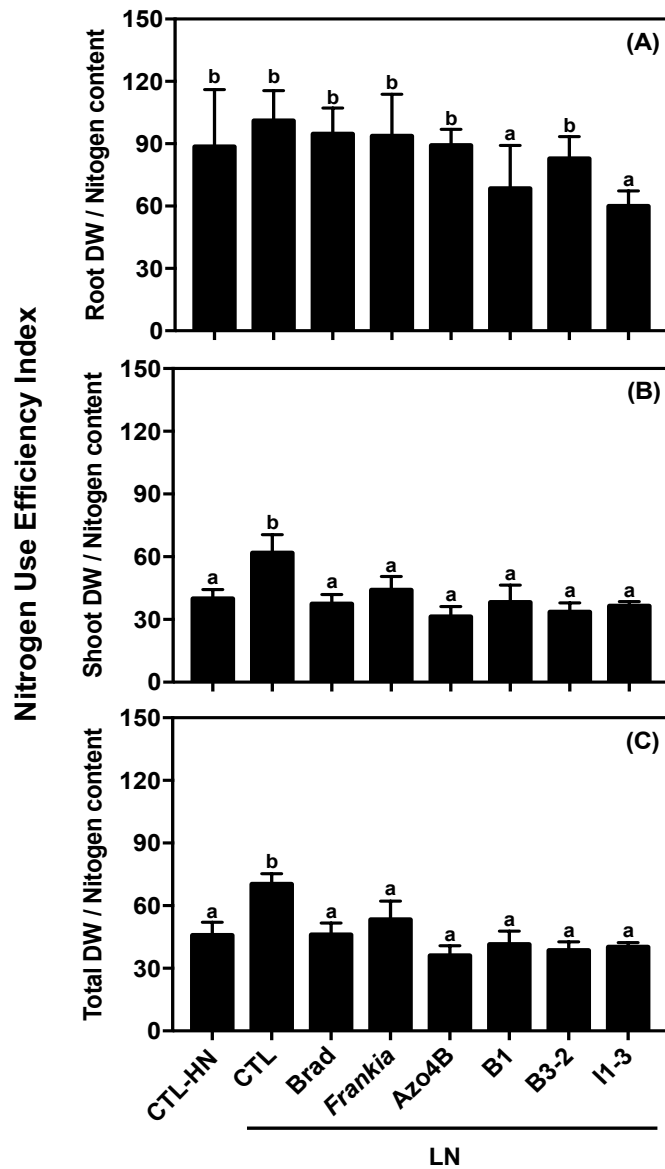 Nitrogen Use Efficiency Index
Root DW / Nitogen content
150
120
90
60
30
0
(A)
b b b b b a b a
Shoot DW / Nitogen content
150
120
90
60
30
0
(B)
a b a a a a a a
Total DW / Nitogen content
150
120
90
60
30
0
(C)
a b a a a a a a
CTL-HN CTL Brad Frankia Azo4B B1 B3-2 I1-3
LN